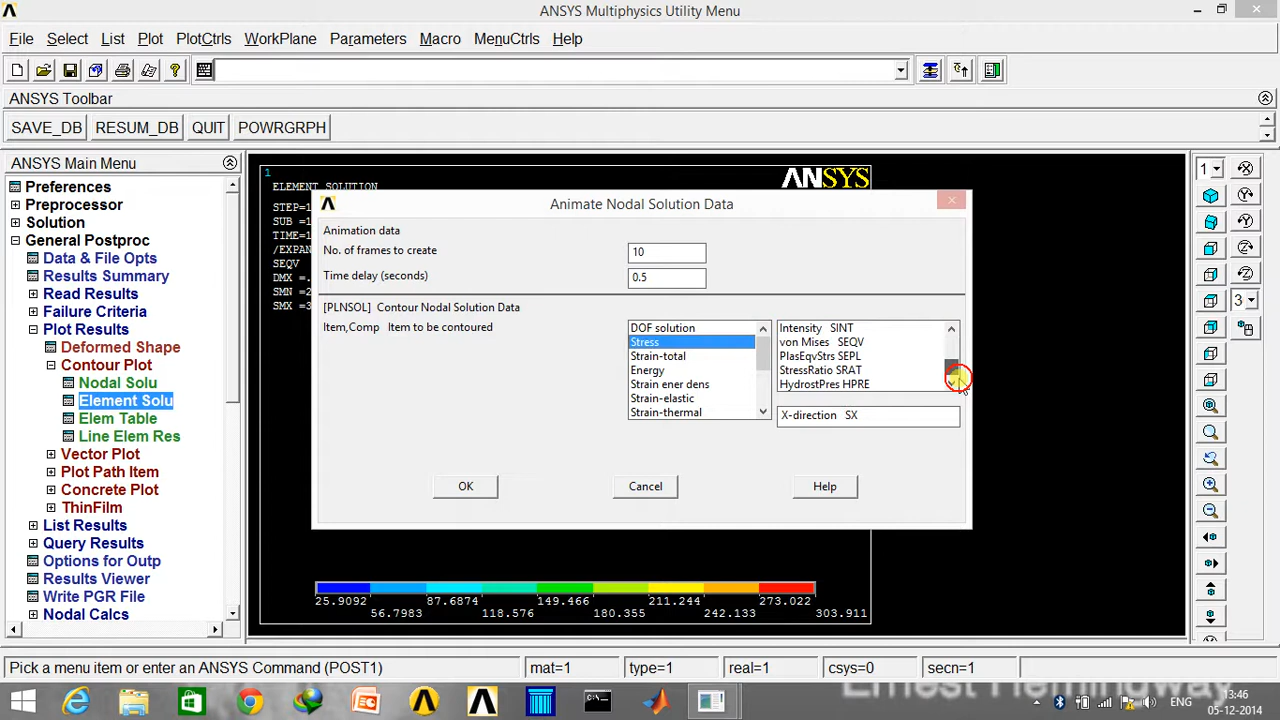 ANSYS Multiphysics Utility Menu
File Select List Plot PlotCtrls WorkPlane Parameters Macro MenuCtrls Help
ANSYS Toolbar
SAVE_DB RESUM_DB QUIT POWRGRPH
ANSYS Main Menu
Preferences
Preprocessor
Solution
General Postproc
Data & File Opts
Results Summary
Read Results
Failure Criteria
Plot Results
Deformed Shape
Contour Plot
Nodal Solu
Element Solu
Elem Table
Line Elem Res
Vector Plot
Plot Path Item
Concrete Plot
ThinFilm
List Results
Query Results
Options for Outp
Results Viewer
Write PGR File
Nodal Calcs
1
ELEMENT SOLUTION
STEP=1
SUB =1
TIME=1
/EXPAN
SEQV
DMX =.
SMN =2
SMX =3
ANSYS
Animate Nodal Solution Data
Animation data
No. of frames to create 10
Time delay (seconds) 0.5
[PLNSOL] Contour Nodal Solution Data
Item,Comp Item to be contoured
DOF solution
Stress
Strain-total
Energy
Strain ener dens
Strain-elastic
Strain-thermal
Intensity SINT
von Mises SEQV
PlasEqvStrs SEPL
StressRatio SRAT
HydrostPres HPRE
X-direction SX
OK Cancel Help
25.9092 87.6874 149.466 211.244 273.022
56.7983 118.576 180.355 242.133 303.911
1
3
Pick a menu item or enter an ANSYS Command (POST1) mat=1 type=1 real=1 csys=0 secn=1
Ernest Hemingway
ENG
13:46
05-12-2014